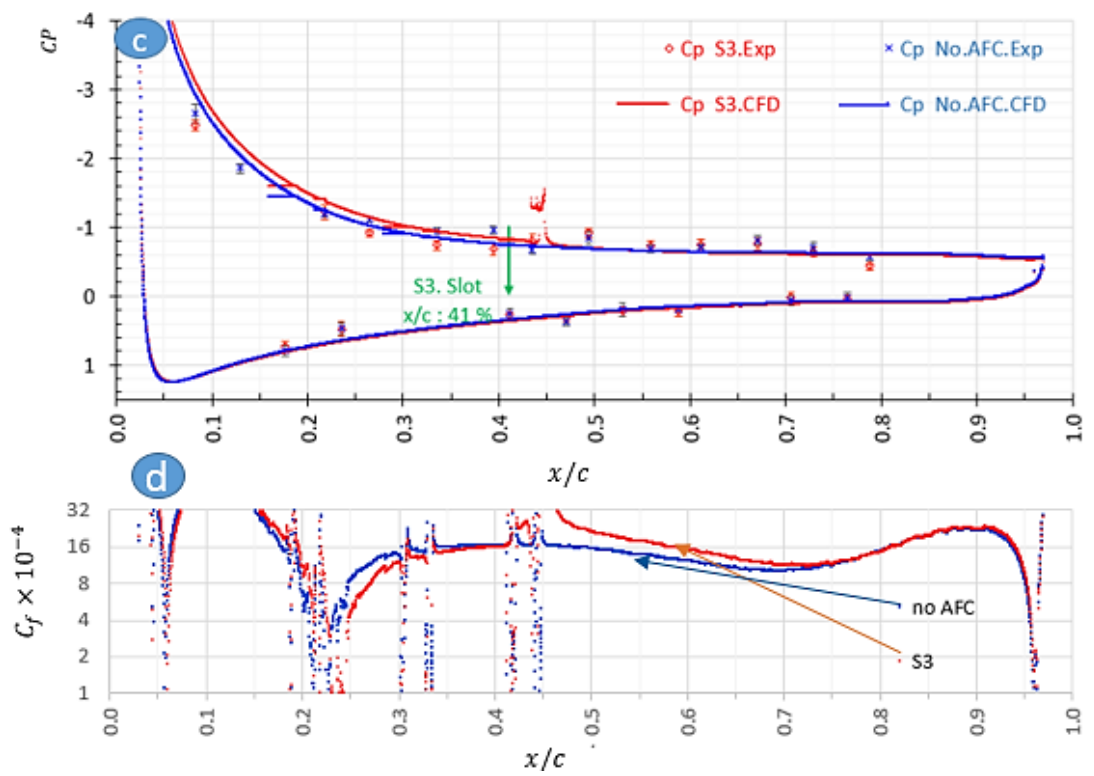 c
CP
-4
-3
-2
-1
0
1
Cp S3.Exp
Cp No.AFC.Exp
Cp S3.CFD
Cp No.AFC.CFD
S3. Slot
x/c : 41 %
0.0 0.1 0.2 0.3 0.4 0.5 0.6 0.7 0.8 0.9 1.0
x/c
d
C_f × 10⁻⁴
32
16
8
4
2
1
no AFC
S3
0.0 0.1 0.2 0.3 0.4 0.5 0.6 0.7 0.8 0.9 1.0
x/c